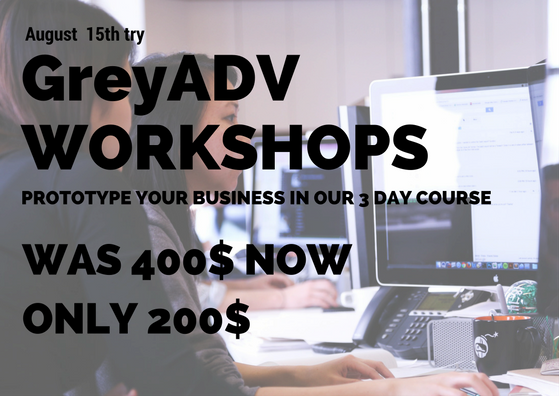 August 15th try
GreyADV
WORKSHOPS
PROTOTYPE YOUR BUSINESS IN OUR 3 DAY COURSE
WAS 400$ NOW
ONLY 200$